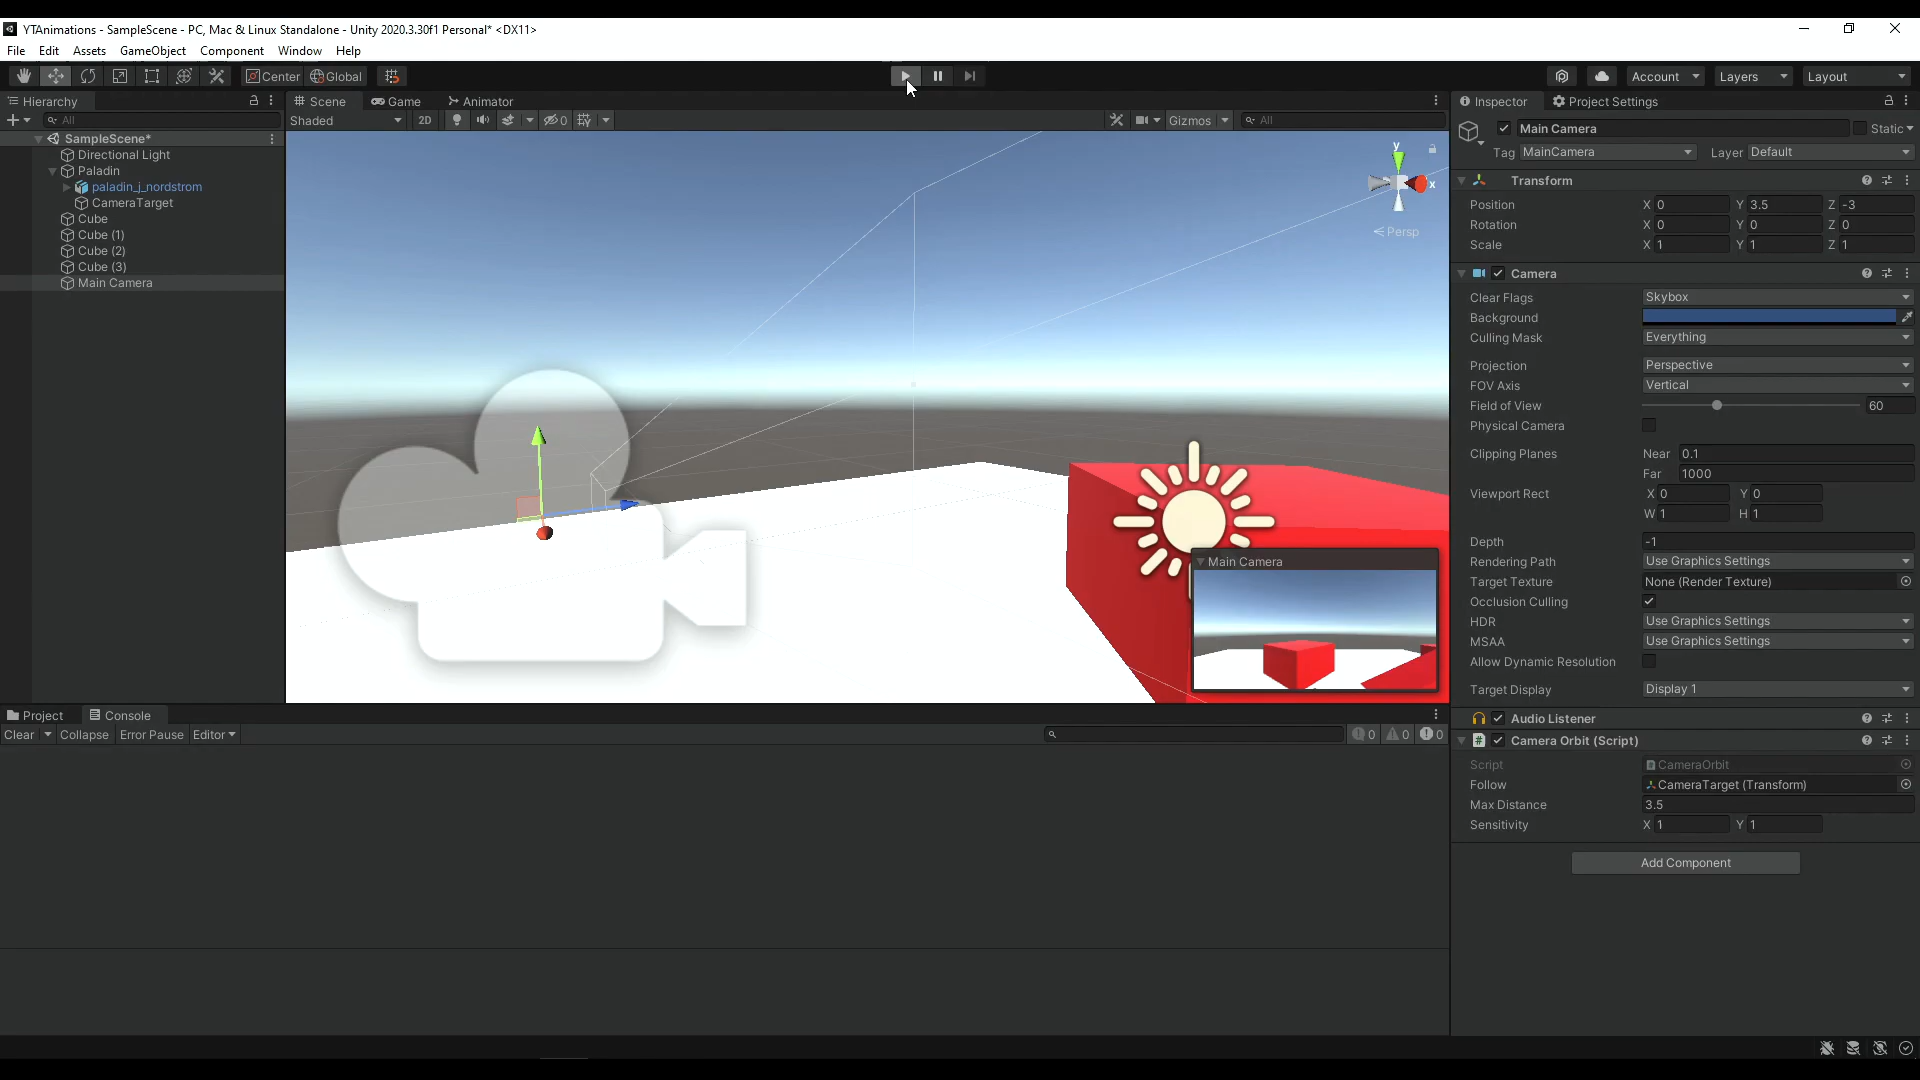 YTAnimations - SampleScene - PC, Mac & Linux Standalone - Unity 2020.3.30f1 Personal* <DX11>
File Edit Assets GameObject Component Window Help
Center Global Account Layers Layout
Hierarchy
All
SampleScene*
Directional Light
Paladin
paladin_j_nordstrom
CameraTarget
Cube
Cube (1)
Cube (2)
Cube (3)
Main Camera
Scene Game Animator
Shaded 2D 0 Gizmos All
y
x
Persp
Main Camera
Project Console
Clear Collapse Error Pause Editor 0 0 0
Inspector Project Settings
Main Camera Static
Tag MainCamera Layer Default
Transform
Position X 0 Y 3.5 Z -3
Rotation X 0 Y 0 Z 0
Scale X 1 Y 1 Z 1
Camera
Clear Flags Skybox
Background
Culling Mask Everything
Projection Perspective
FOV Axis Vertical
Field of View 60
Physical Camera
Clipping Planes Near 0.1
Far 1000
Viewport Rect X 0 Y 0
W 1 H 1
Depth -1
Rendering Path Use Graphics Settings
Target Texture None (Render Texture)
Occlusion Culling
HDR Use Graphics Settings
MSAA Use Graphics Settings
Allow Dynamic Resolution
Target Display Display 1
Audio Listener
Camera Orbit (Script)
Script CameraOrbit
Follow CameraTarget (Transform)
Max Distance 3.5
Sensitivity X 1 Y 1
Add Component